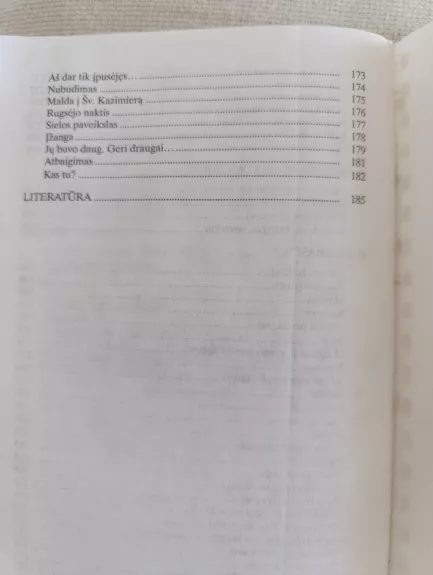 Aš dar tik įpusėjęs... 173
Nubudimas 174
Malda į Šv. Kazimierą 175
Rugsėjo naktis 176
Sielos paveikslas 177
Įžanga 178
Jų buvo daug. Geri draugai... 179
Atbaigimas 181
Kas tu? 182
LITERATŪRA 185